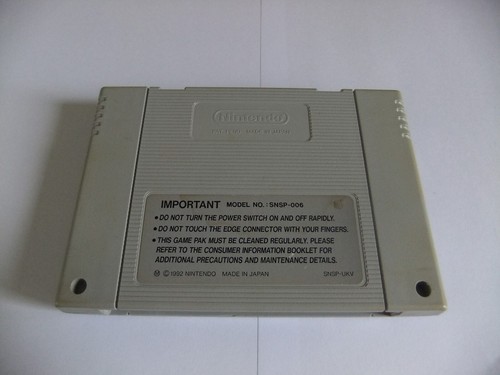 Nintendo
IMPORTANT MODEL NO.: SNSP-006
• DO NOT TURN THE POWER SWITCH ON AND OFF RAPIDLY.
• DO NOT TOUCH THE EDGE CONNECTOR WITH YOUR FINGERS.
• THIS GAME PAK MUST BE CLEANED REGULARLY. PLEASE
REFER TO THE CONSUMER INFORMATION BOOKLET FOR
ADDITIONAL PRECAUTIONS AND MAINTENANCE DETAILS.
Ⓜ ©1992 NINTENDO MADE IN JAPAN SNSP-UKV